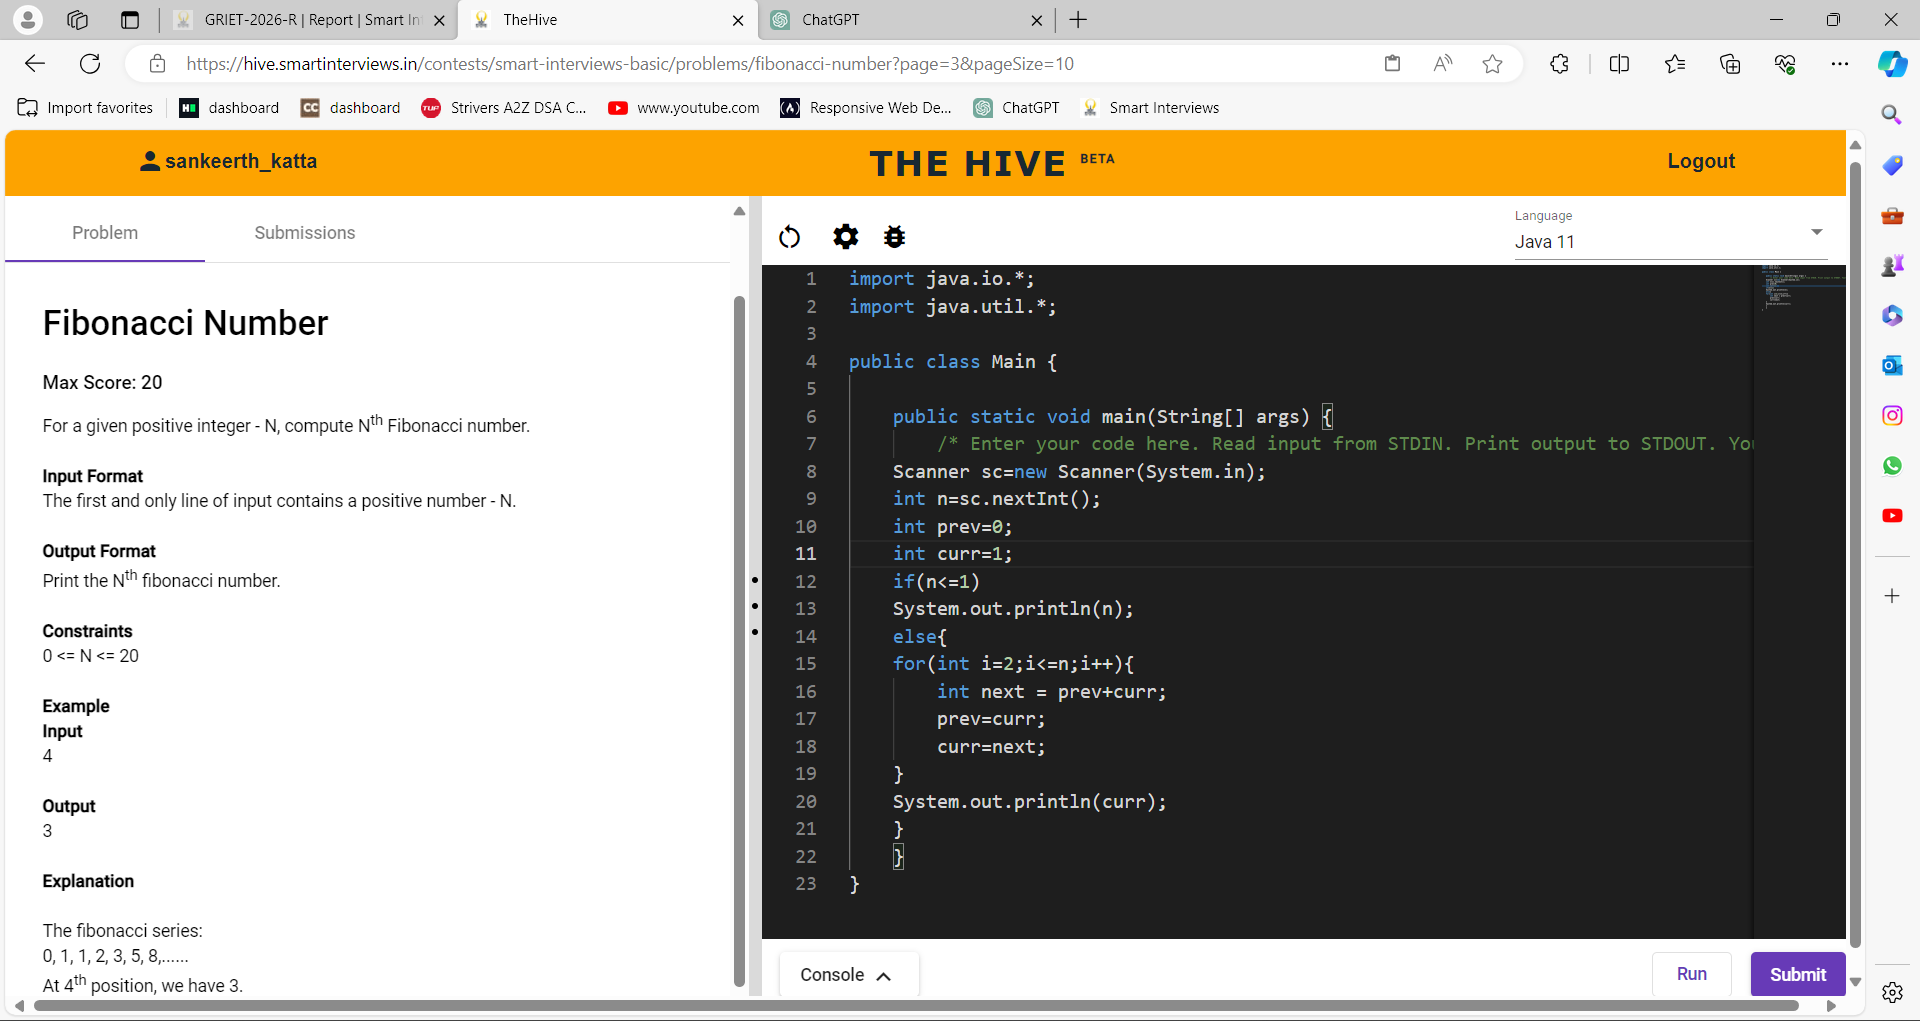 GRIET-2026-R | Report | Smart In
TheHive
ChatGPT
https://hive.smartinterviews.in/contests/smart-interviews-basic/problems/fibonacci-number?page=3&pageSize=10
Import favorites
dashboard
CC dashboard
TUF Strivers A2Z DSA C...
www.youtube.com
Responsive Web De...
ChatGPT
Smart Interviews
sankeerth_katta
THE HIVE BETA
Logout
Problem
Submissions
Language
Java 11
Fibonacci Number
Max Score: 20
For a given positive integer - N, compute Nth Fibonacci number.
Input Format
The first and only line of input contains a positive number - N.
Output Format
Print the Nth fibonacci number.
Constraints
0 <= N <= 20
Example
Input
4
Output
3
Explanation
The fibonacci series:
0, 1, 1, 2, 3, 5, 8,......
At 4th position, we have 3.
1 import java.io.*;
2 import java.util.*;
3
4 public class Main {
5
6 public static void main(String[] args) {
7 /* Enter your code here. Read input from STDIN. Print output to STDOUT. You
8 Scanner sc=new Scanner(System.in);
9 int n=sc.nextInt();
10 int prev=0;
11 int curr=1;
12 if(n<=1)
13 System.out.println(n);
14 else{
15 for(int i=2;i<=n;i++){
16 int next = prev+curr;
17 prev=curr;
18 curr=next;
19 }
20 System.out.println(curr);
21 }
22 }
23 }
Console
Run
Submit